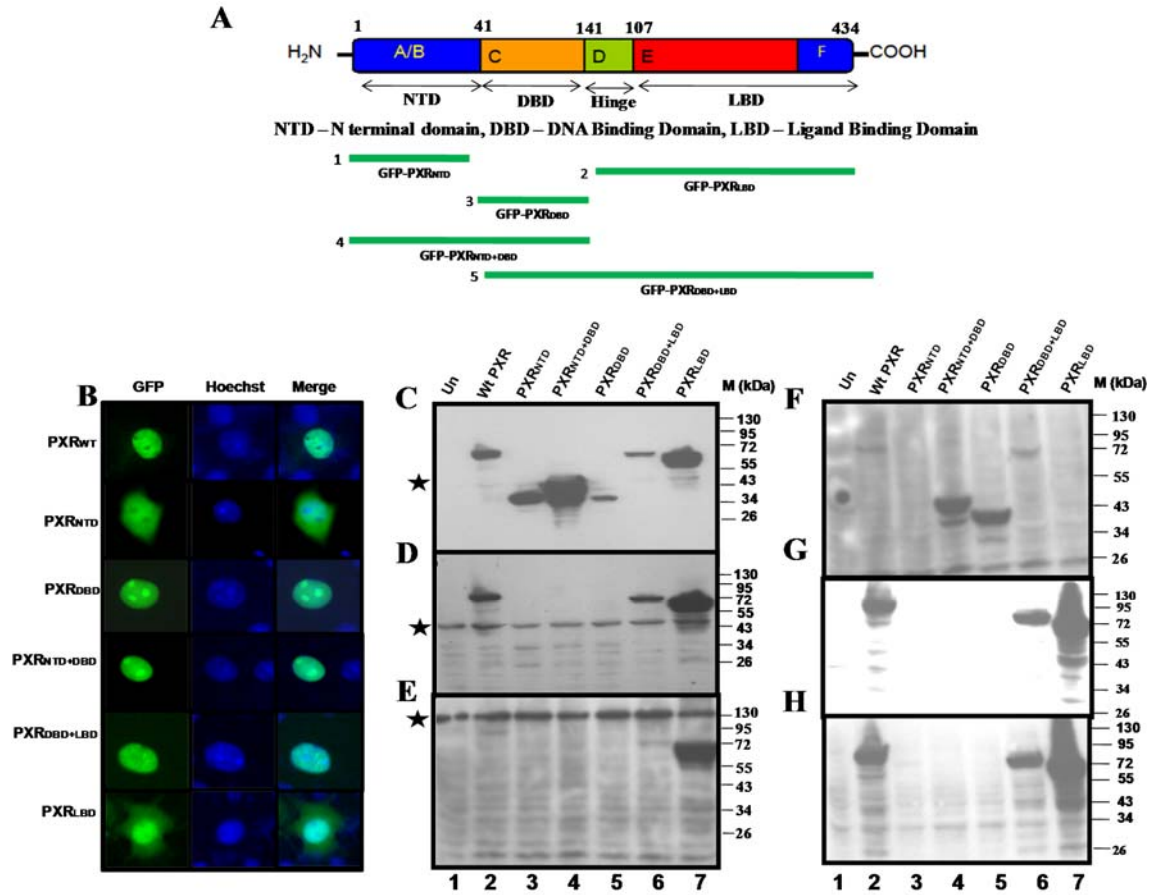 A
1 41 141 107 434
H2N A/B C D E F COOH
NTD DBD Hinge LBD
NTD – N terminal domain, DBD – DNA Binding Domain, LBD – Ligand Binding Domain
1 GFP-PXRNTD
2 GFP-PXRLBD
3 GFP-PXRDBD
4 GFP-PXRNTD+DBD
5 GFP-PXRDBD+LBD
B
GFP Hoechst Merge
PXRWT
PXRNTD
PXRDBD
PXRNTD+DBD
PXRDBD+LBD
PXRLBD
Un Wt PXR PXRNTD PXRNTD+DBD PXRDBD PXRDBD+LBD PXRLBD M (kDa)
C
130
95
72
55
43
34
26
D
130
95
72
55
43
34
26
E
130
95
72
55
43
34
26
1 2 3 4 5 6 7
Un Wt PXR PXRNTD PXRNTD+DBD PXRDBD PXRDBD+LBD PXRLBD M (kDa)
F
130
95
72
55
43
34
26
G
130
95
72
55
43
34
26
H
130
95
72
55
43
34
26
1 2 3 4 5 6 7